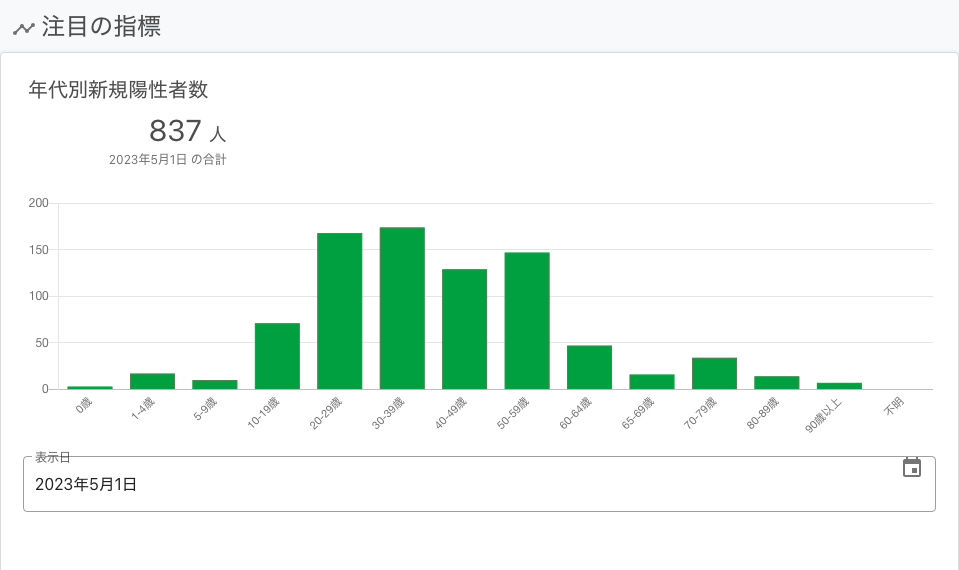 注目の指標
年代別新規陽性者数
837 人
2023年5月1日 の合計
200
150
100
50
0
0歳
1-4歳
5-9歳
10-19歳
20-29歳
30-39歳
40-49歳
50-59歳
60-64歳
65-69歳
70-79歳
80-89歳
90歳以上
不明
表示日
2023年5月1日